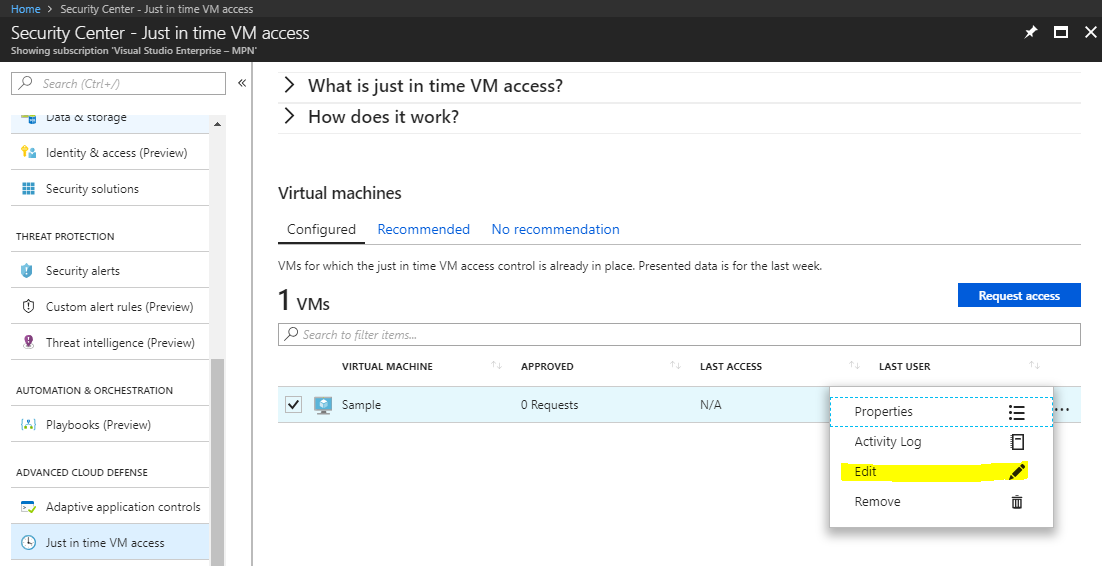 Home > Security Center - Just in time VM access
Security Center - Just in time VM access
Showing subscription 'Visual Studio Enterprise – MPN'
Search (Ctrl+/)
Data & storage
Identity & access (Preview)
Security solutions
THREAT PROTECTION
Security alerts
Custom alert rules (Preview)
Threat intelligence (Preview)
AUTOMATION & ORCHESTRATION
Playbooks (Preview)
ADVANCED CLOUD DEFENSE
Adaptive application controls
Just in time VM access
What is just in time VM access?
How does it work?
Virtual machines
Configured Recommended No recommendation
VMs for which the just in time VM access control is already in place. Presented data is for the last week.
1 VMs
Request access
Search to filter items...
VIRTUAL MACHINE APPROVED LAST ACCESS LAST USER
Sample 0 Requests N/A ...
Properties
Activity Log
Edit
Remove